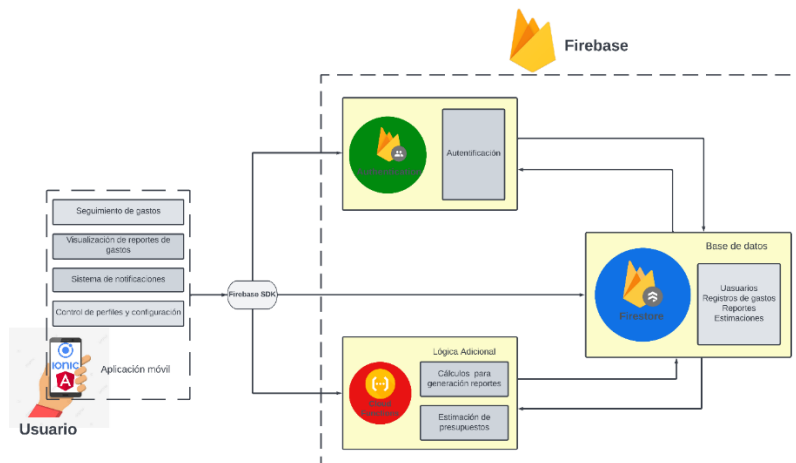 Firebase
Autentificación
Seguimiento de gastos
Visualización de reportes de
gastos
Sistema de notificaciones
Control de perfiles y configuración
IONIC
A
Aplicación móvil
Usuario
Firebase SDK
Base de datos
Firestore
Uasuarios
Registros de gastos
Reportes
Estimaciones
Lógica Adicional
Cálculos para
generación reportes
Estimación de
presupuestos